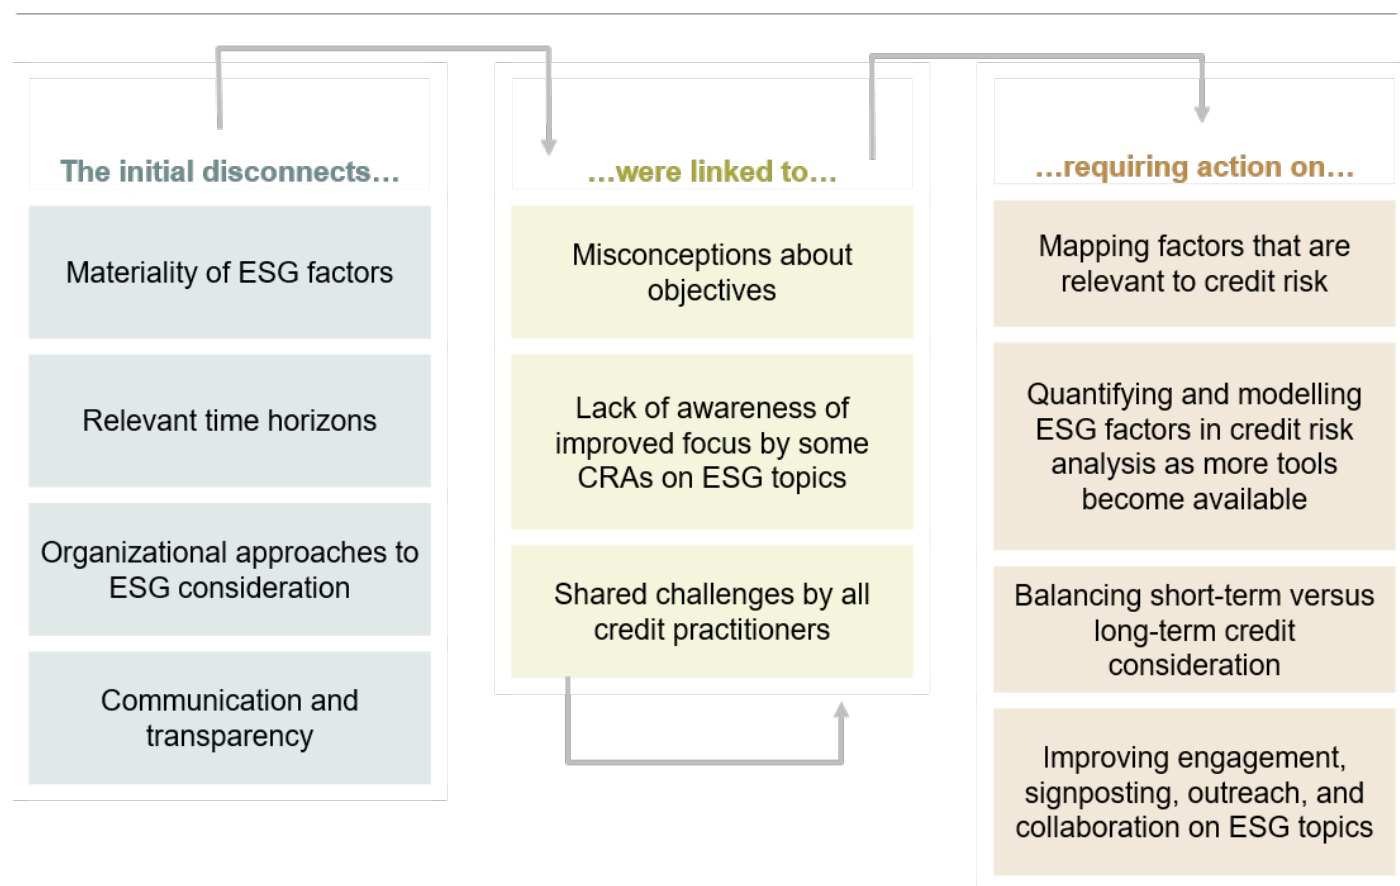 The initial disconnects…
Materiality of ESG factors
Relevant time horizons
Organizational approaches to
ESG consideration
Communication and
transparency
…were linked to…
Misconceptions about
objectives
Lack of awareness of
improved focus by some
CRAs on ESG topics
Shared challenges by all
credit practitioners
…requiring action on…
Mapping factors that are
relevant to credit risk
Quantifying and modelling
ESG factors in credit risk
analysis as more tools
become available
Balancing short-term versus
long-term credit
consideration
Improving engagement,
signposting, outreach, and
collaboration on ESG topics